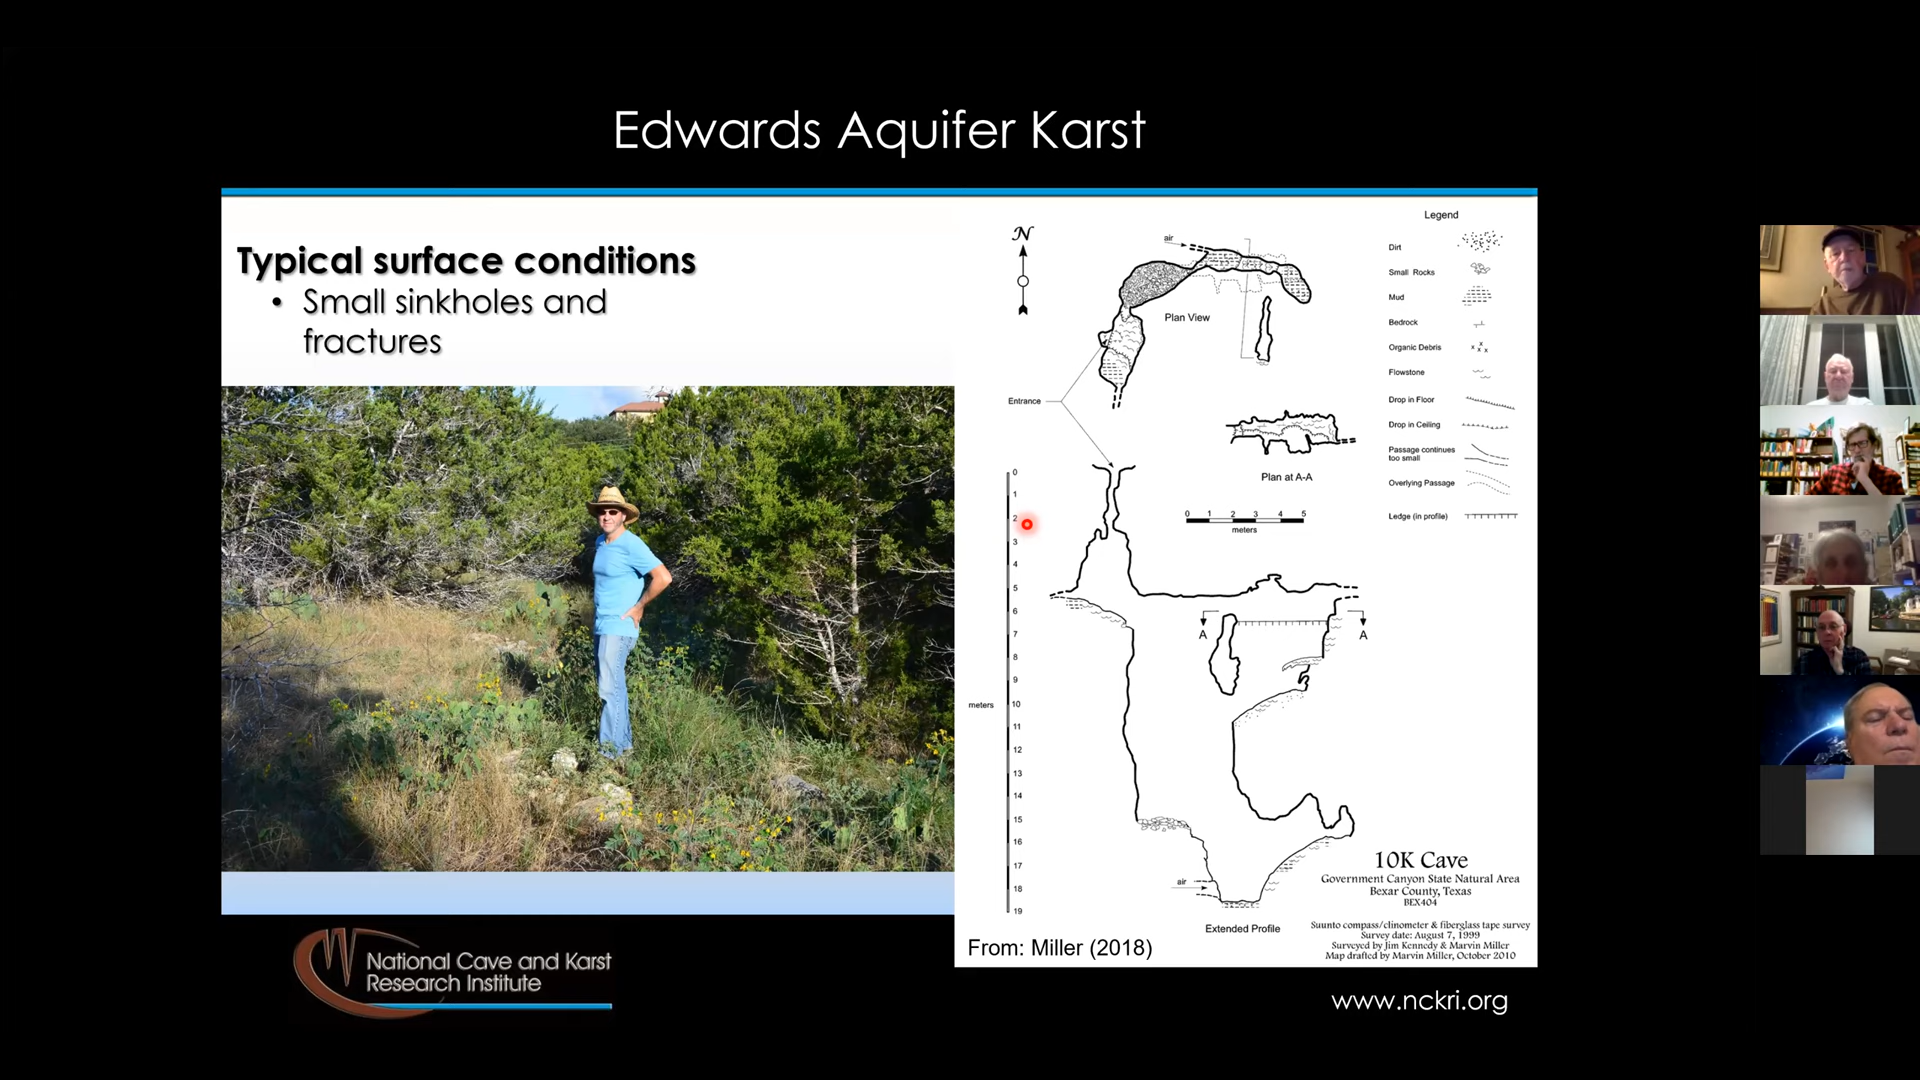 Edwards Aquifer Karst
Typical surface conditions
• Small sinkholes and
fractures
N
air
Plan View
Entrance
Plan at A-A
0 1 2 3 4 5
meters
Legend
Dirt
Small Rocks
Mud
Bedrock
Organic Debris
Flowstone
Drop in Floor
Drop in Ceiling
Passage continues
too small
Overlying Passage
Ledge (in profile)
0
1
2
3
4
5
6
7
8
9
meters
10
11
12
13
14
15
16
17
18
19
A
A
air
Extended Profile
10K Cave
Government Canyon State Natural Area
Bexar County, Texas
BEX404
Suunto compass/clinometer & fiberglass tape survey
Survey date: August 7, 1999
Surveyed by Jim Kennedy & Marvin Miller
Map drafted by Marvin Miller, October 2010
From: Miller (2018)
National Cave and Karst
Research Institute
www.nckri.org